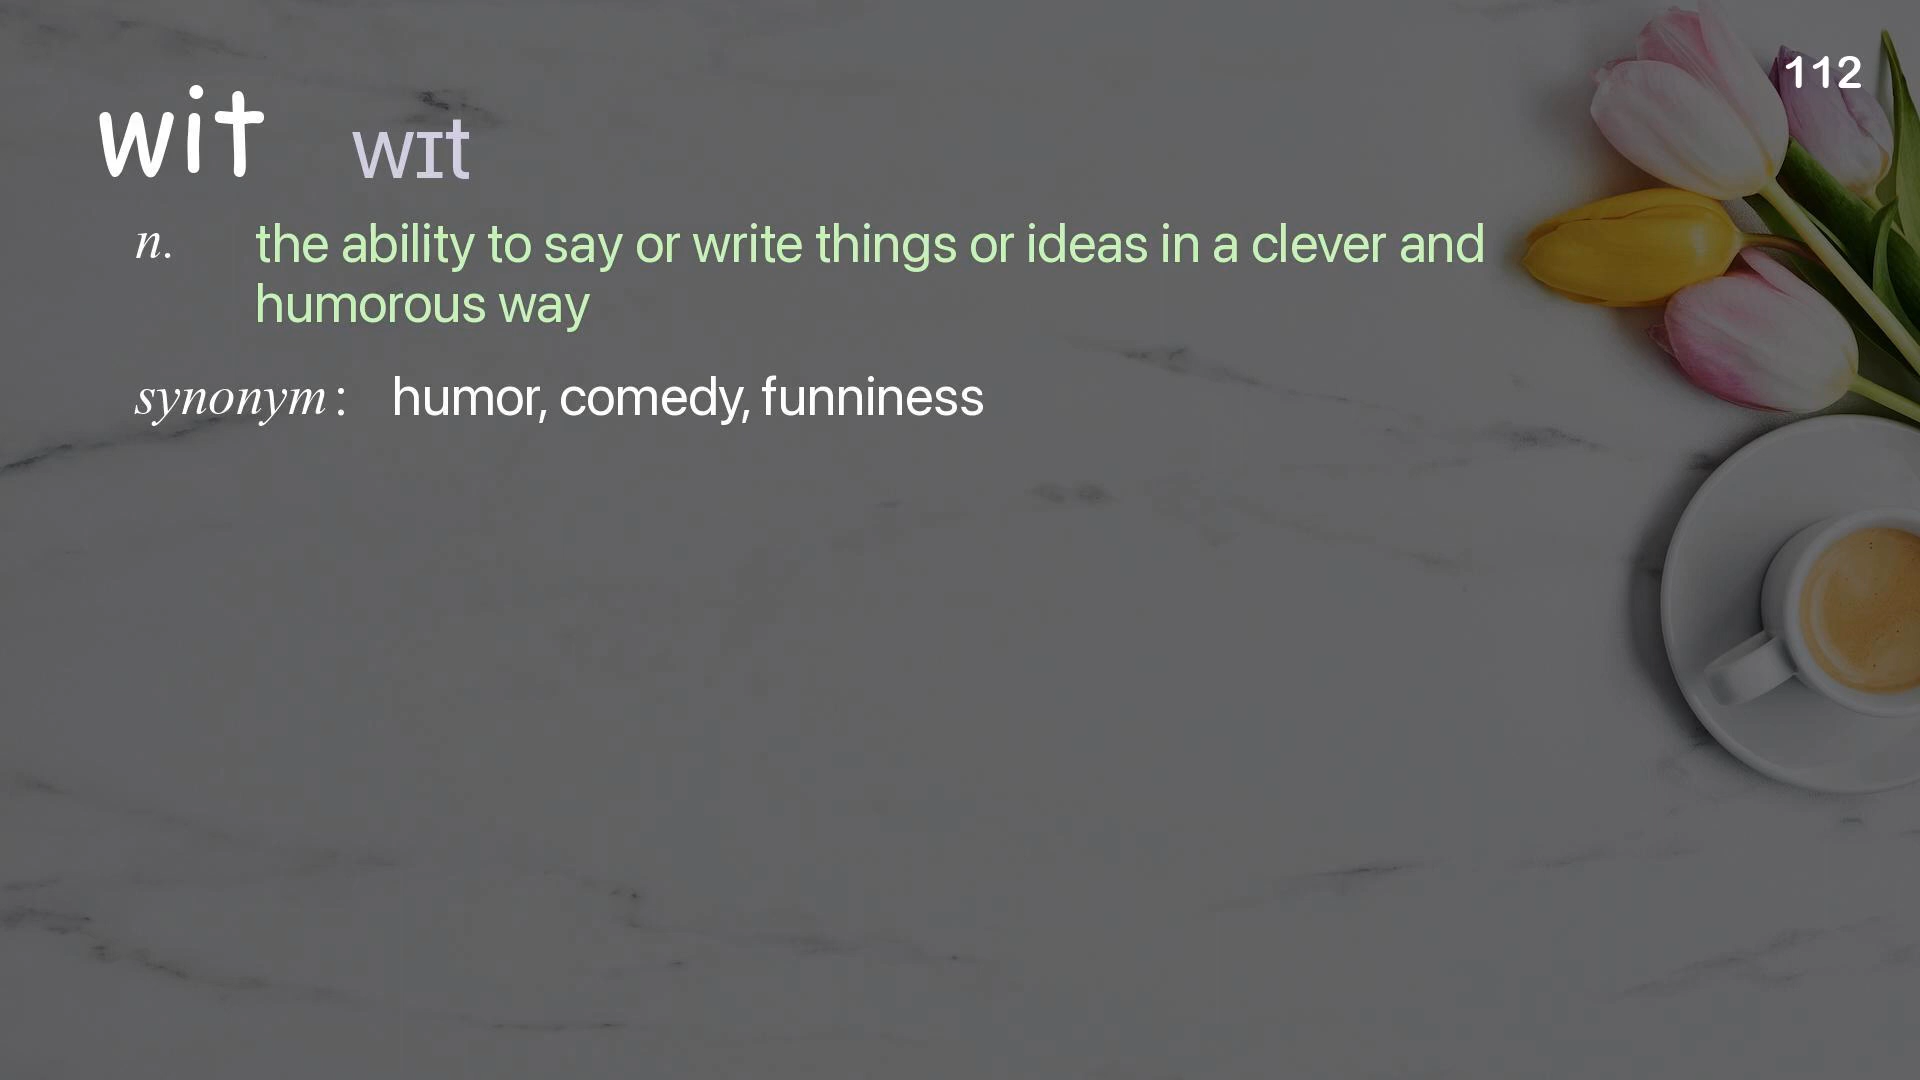 112
wit wɪt
n. the ability to say or write things or ideas in a clever and
humorous way
synonym : humor, comedy, funniness